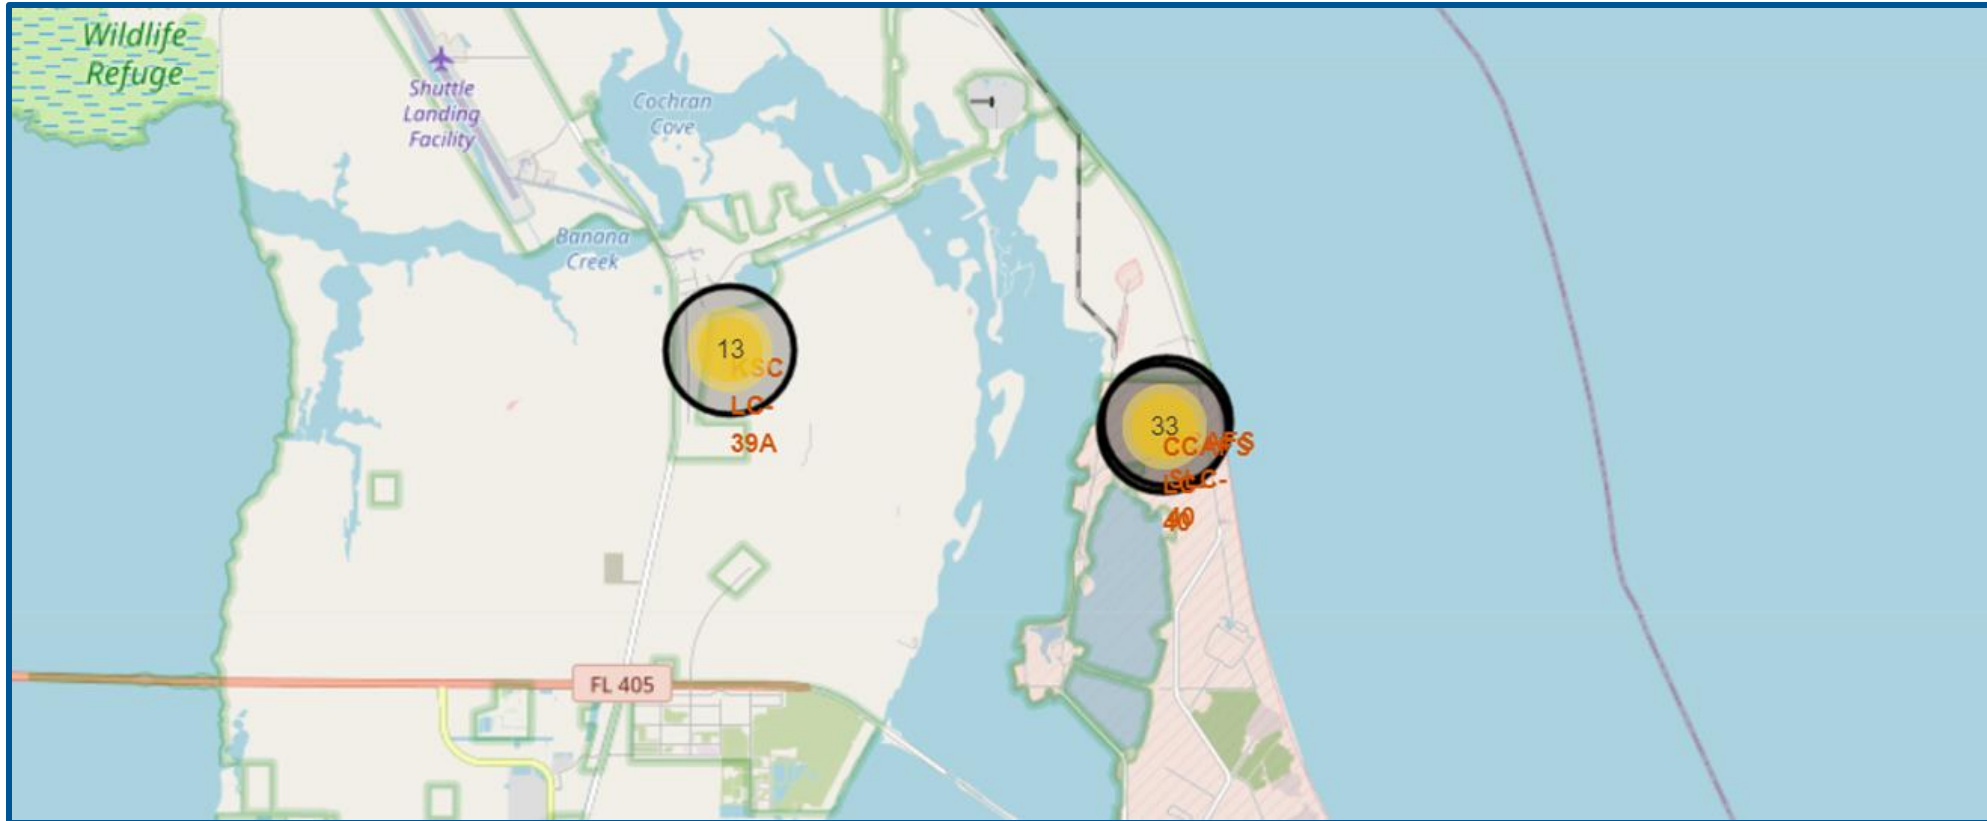 Wildlife
Refuge
Shuttle
Landing
Facility
Cochran
Cove
Banana
Creek
13
KSC
LC-
39A
33
CCAFS
SLC-
40
FL 405